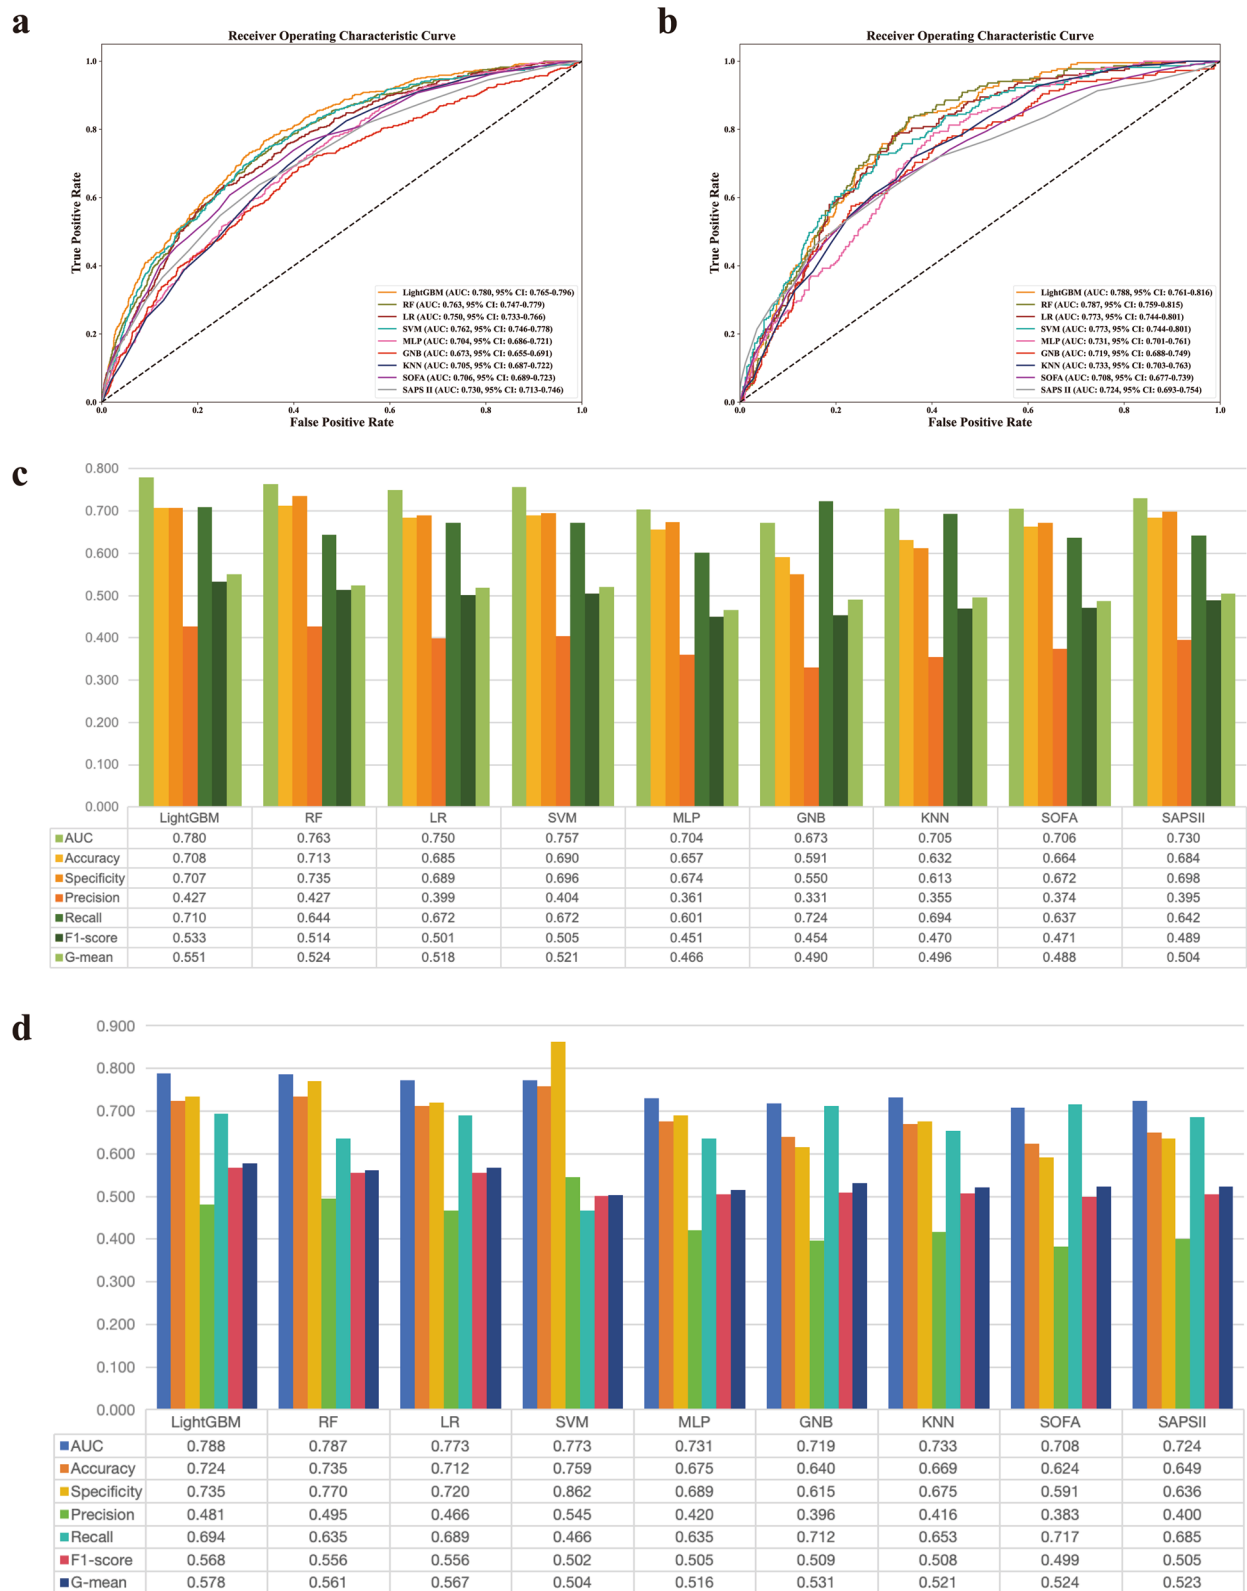 a
Receiver Operating Characteristic Curve
1.0
0.8
0.6
0.4
0.2
0.0
True Positive Rate
LightGBM (AUC: 0.780, 95% CI: 0.765-0.796)
RF (AUC: 0.763, 95% CI: 0.747-0.779)
LR (AUC: 0.750, 95% CI: 0.733-0.766)
SVM (AUC: 0.762, 95% CI: 0.746-0.778)
MLP (AUC: 0.704, 95% CI: 0.686-0.721)
GNB (AUC: 0.673, 95% CI: 0.655-0.691)
KNN (AUC: 0.705, 95% CI: 0.687-0.722)
SOFA (AUC: 0.706, 95% CI: 0.689-0.723)
SAPS II (AUC: 0.730, 95% CI: 0.713-0.746)
0.0 0.2 0.4 0.6 0.8 1.0
False Positive Rate
b
Receiver Operating Characteristic Curve
1.0
0.8
0.6
0.4
0.2
0.0
True Positive Rate
LightGBM (AUC: 0.788, 95% CI: 0.761-0.816)
RF (AUC: 0.787, 95% CI: 0.759-0.815)
LR (AUC: 0.773, 95% CI: 0.744-0.801)
SVM (AUC: 0.773, 95% CI: 0.744-0.801)
MLP (AUC: 0.731, 95% CI: 0.701-0.761)
GNB (AUC: 0.719, 95% CI: 0.688-0.749)
KNN (AUC: 0.733, 95% CI: 0.703-0.763)
SOFA (AUC: 0.708, 95% CI: 0.677-0.739)
SAPS II (AUC: 0.724, 95% CI: 0.693-0.754)
0.0 0.2 0.4 0.6 0.8 1.0
False Positive Rate
c
0.800
0.700
0.600
0.500
0.400
0.300
0.200
0.100
0.000
LightGBM RF LR SVM MLP GNB KNN SOFA SAPSII
AUC 0.780 0.763 0.750 0.757 0.704 0.673 0.705 0.706 0.730
Accuracy 0.708 0.713 0.685 0.690 0.657 0.591 0.632 0.664 0.684
Specificity 0.707 0.735 0.689 0.696 0.674 0.550 0.613 0.672 0.698
Precision 0.427 0.427 0.399 0.404 0.361 0.331 0.355 0.374 0.395
Recall 0.710 0.644 0.672 0.672 0.601 0.724 0.694 0.637 0.642
F1-score 0.533 0.514 0.501 0.505 0.451 0.454 0.470 0.471 0.489
G-mean 0.551 0.524 0.518 0.521 0.466 0.490 0.496 0.488 0.504
d
0.900
0.800
0.700
0.600
0.500
0.400
0.300
0.200
0.100
0.000
LightGBM RF LR SVM MLP GNB KNN SOFA SAPSII
AUC 0.788 0.787 0.773 0.773 0.731 0.719 0.733 0.708 0.724
Accuracy 0.724 0.735 0.712 0.759 0.675 0.640 0.669 0.624 0.649
Specificity 0.735 0.770 0.720 0.862 0.689 0.615 0.675 0.591 0.636
Precision 0.481 0.495 0.466 0.545 0.420 0.396 0.416 0.383 0.400
Recall 0.694 0.635 0.689 0.466 0.635 0.712 0.653 0.717 0.685
F1-score 0.568 0.556 0.556 0.502 0.505 0.509 0.508 0.499 0.505
G-mean 0.578 0.561 0.567 0.504 0.516 0.531 0.521 0.524 0.523